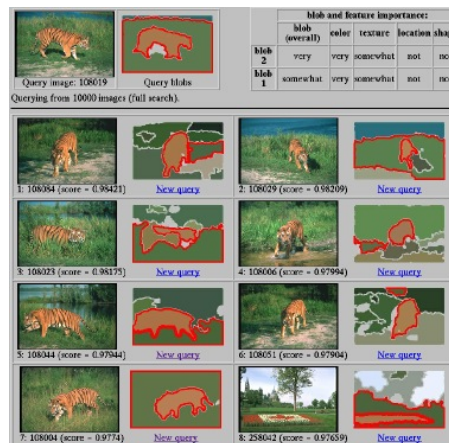 blob and feature importance:
blob (overall) color texture location
blob 2 very very somewhat not
blob 1 somewhat very somewhat not
Query image: 108019 Query blobs
Querying from 10000 images (full search).
1: 108084 (score = 0.98421) New query
2: 108029 (score = 0.98209) New query
3: 108023 (score = 0.98175) New query
4: 108006 (score = 0.97994) New query
5: 108044 (score = 0.97944) New query
6: 108051 (score = 0.97904) New query
7: 108004 (score = 0.9774) New query
8: 258042 (score = 0.97659) New query